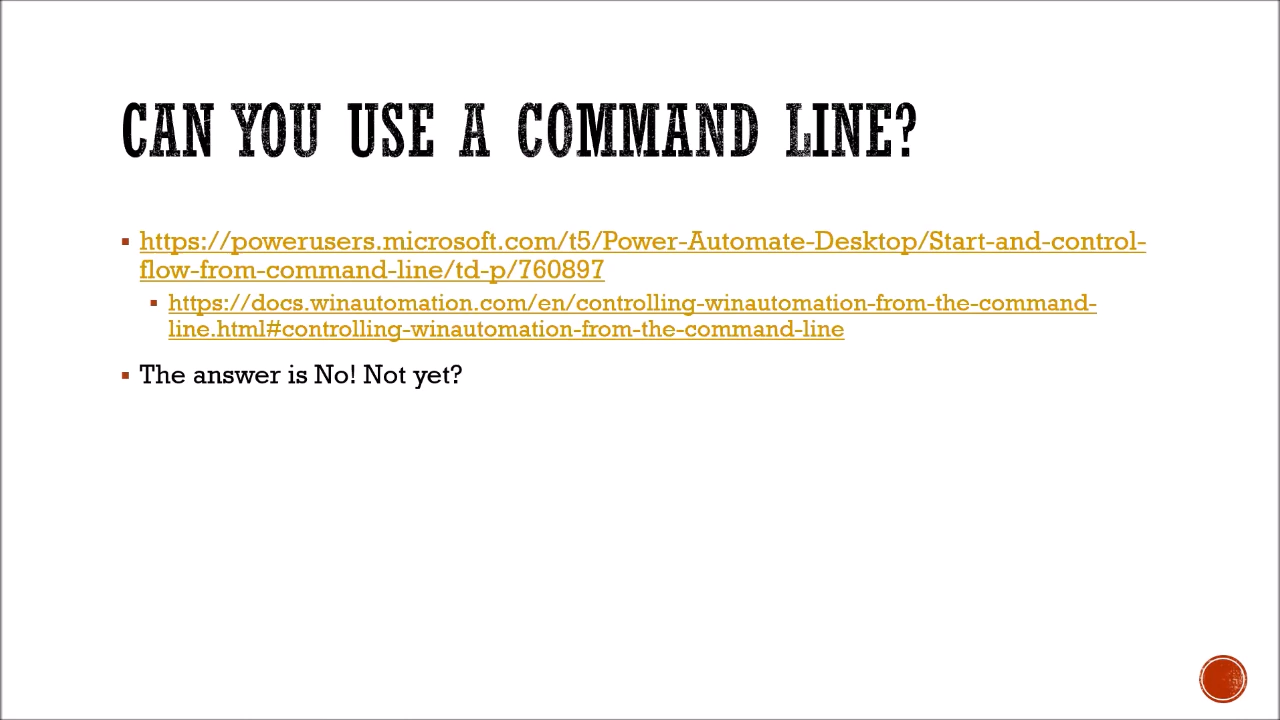 CAN YOU USE A COMMAND LINE?
https://powerusers.microsoft.com/t5/Power-Automate-Desktop/Start-and-control-
flow-from-command-line/td-p/760897
https://docs.winautomation.com/en/controlling-winautomation-from-the-command-
line.html#controlling-winautomation-from-the-command-line
The answer is No! Not yet?